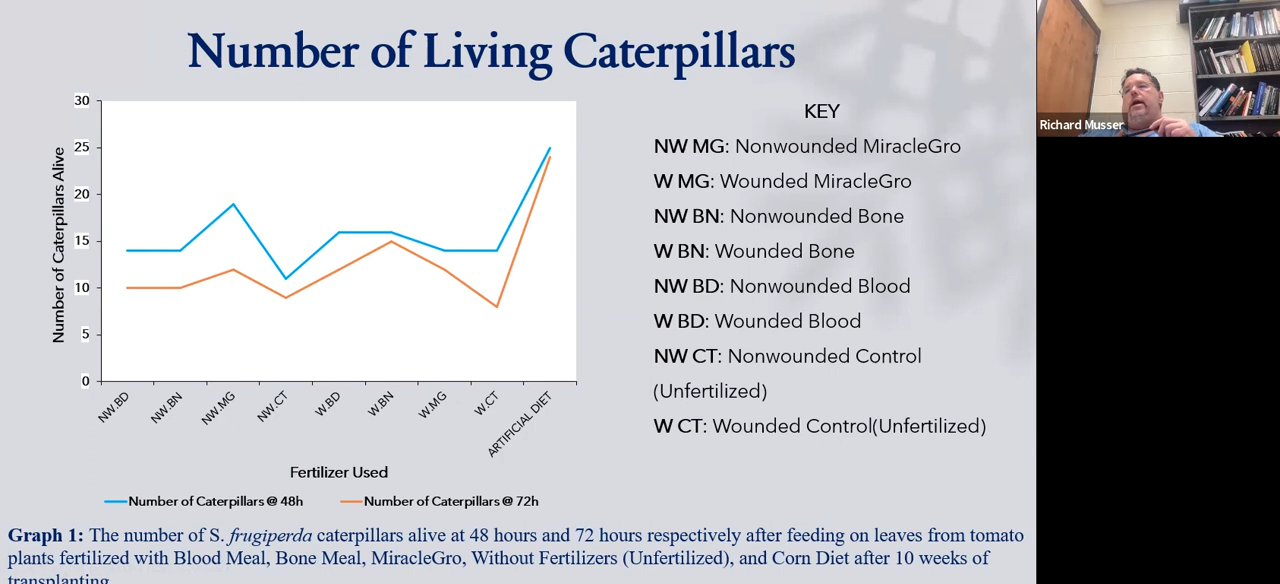 Number of Living Caterpillars
30
25
20
15
10
5
0
Number of Caterpillars Alive
NW.BD
NW.BN
NW.MG
NW.CT
W.BD
W.BN
W.MG
W.CT
ARTIFICIAL DIET
Fertilizer Used
Number of Caterpillars @ 48h
Number of Caterpillars @ 72h
KEY
NW MG: Nonwounded MiracleGro
W MG: Wounded MiracleGro
NW BN: Nonwounded Bone
W BN: Wounded Bone
NW BD: Nonwounded Blood
W BD: Wounded Blood
NW CT: Nonwounded Control
(Unfertilized)
W CT: Wounded Control(Unfertilized)
Graph 1: The number of S. frugiperda caterpillars alive at 48 hours and 72 hours respectively after feeding on leaves from tomato
plants fertilized with Blood Meal, Bone Meal, MiracleGro, Without Fertilizers (Unfertilized), and Corn Diet after 10 weeks of
transplanting.
Richard Musser